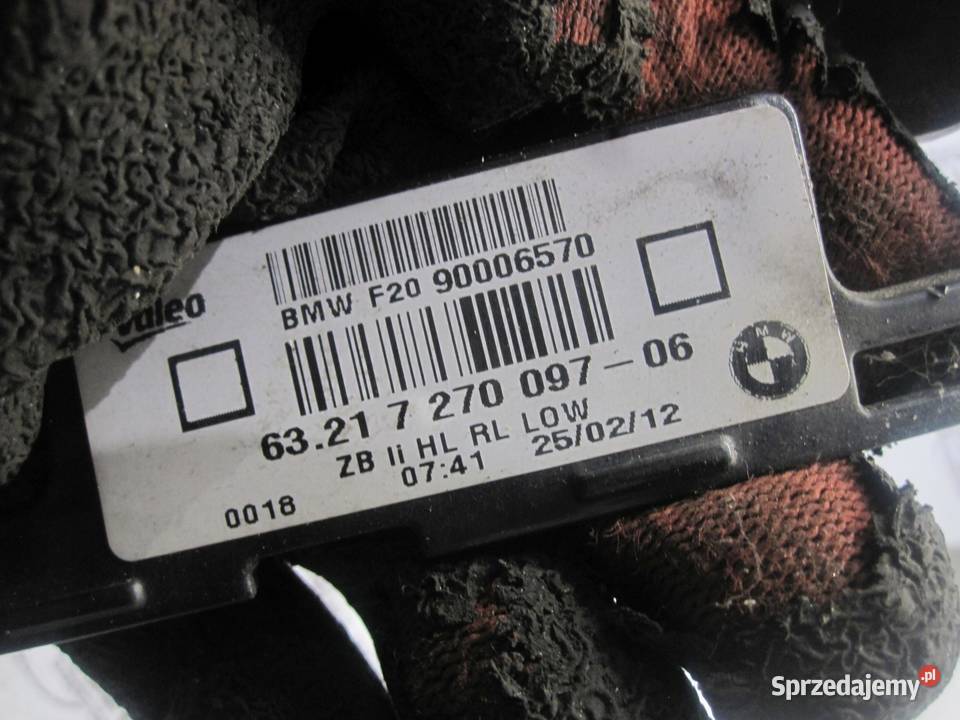 Valeo
BMW F20 90006570
63.21 7 270 097-06
ZB li HL RL LOW
0018 07:41 25/02/12
BMW
Sprzedajemy.pl